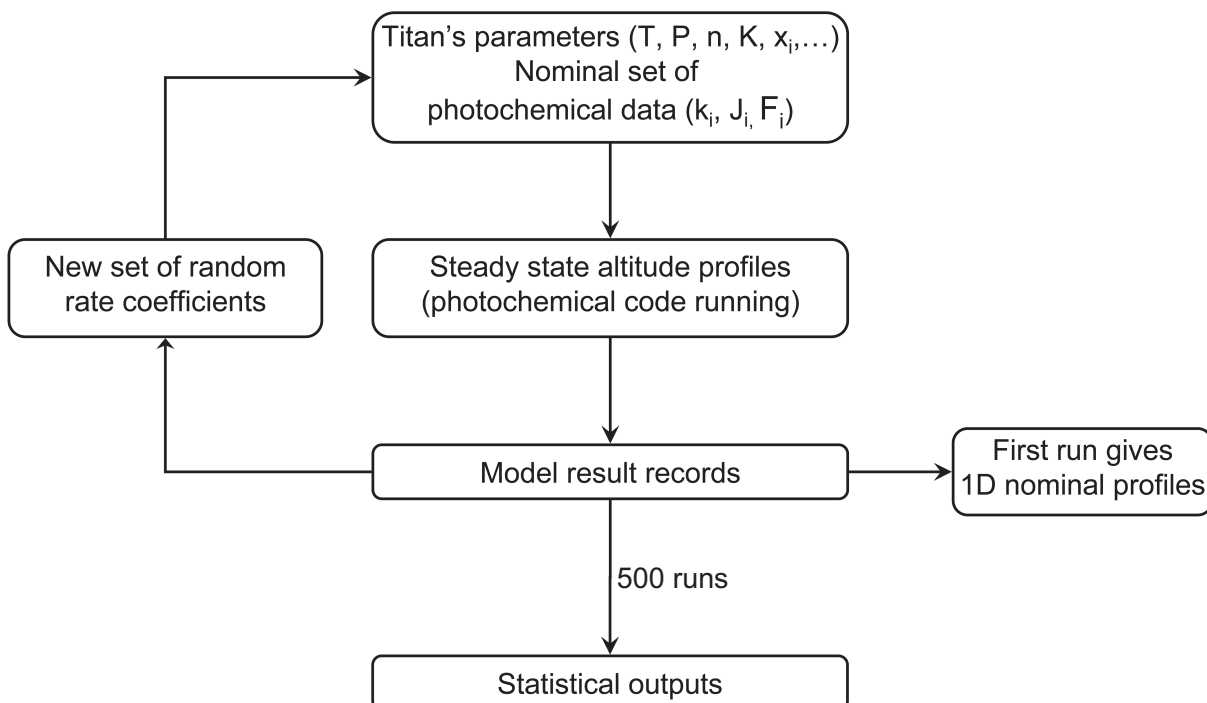 Titan’s parameters (T, P, n, K, xi,…)
Nominal set of
photochemical data (ki, Ji, Fi)
New set of random
rate coefficients
Steady state altitude profiles
(photochemical code running)
Model result records
First run gives
1D nominal profiles
500 runs
Statistical outputs